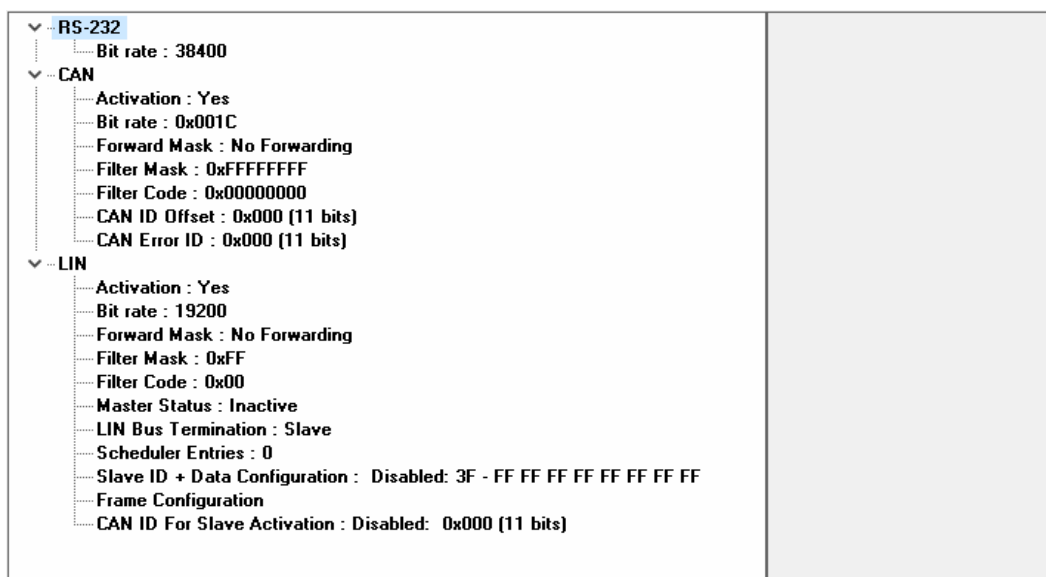 RS-232
Bit rate : 38400
CAN
Activation : Yes
Bit rate : 0x001C
Forward Mask : No Forwarding
Filter Mask : 0xFFFFFFFF
Filter Code : 0x00000000
CAN ID Offset : 0x000 (11 bits)
CAN Error ID : 0x000 (11 bits)
LIN
Activation : Yes
Bit rate : 19200
Forward Mask : No Forwarding
Filter Mask : 0xFF
Filter Code : 0x00
Master Status : Inactive
LIN Bus Termination : Slave
Scheduler Entries : 0
Slave ID + Data Configuration :  Disabled: 3F - FF FF FF FF FF FF FF FF
Frame Configuration
CAN ID For Slave Activation : Disabled:  0x000 (11 bits)